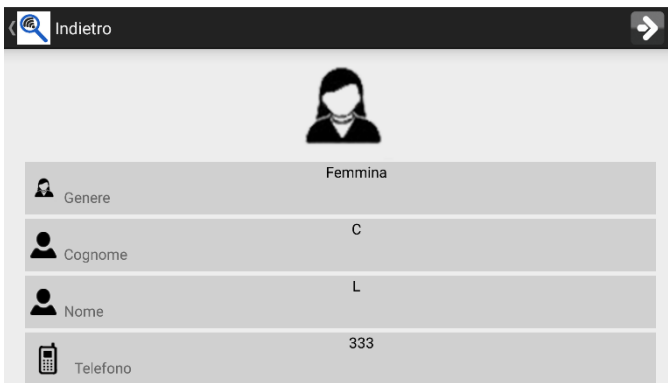 Indietro
Femmina
Genere
C
Cognome
L
Nome
333
Telefono